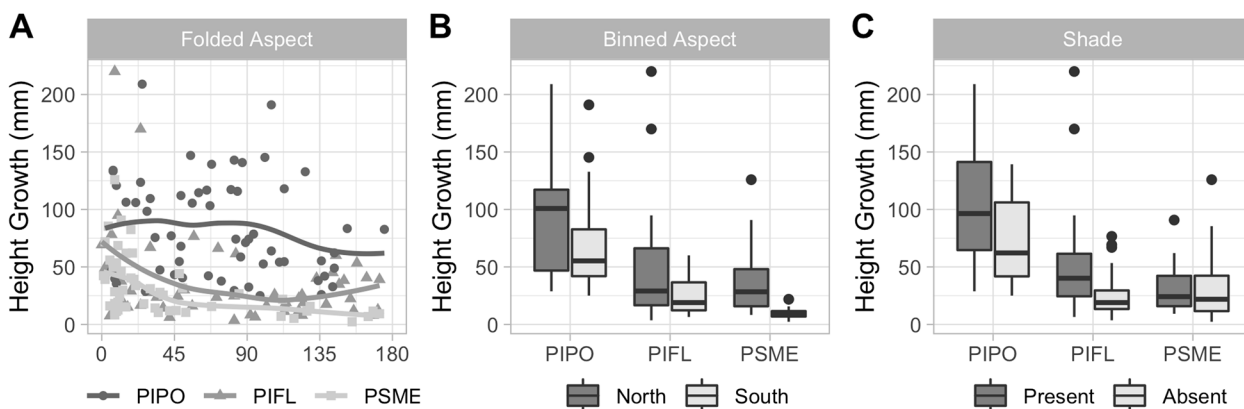 A
Folded Aspect
Height Growth (mm)
200
150
100
50
0
0 45 90 135 180
PIPO PIFL PSME
B
Binned Aspect
Height Growth (mm)
200
150
100
50
0
PIPO PIFL PSME
North South
C
Shade
Height Growth (mm)
200
150
100
50
0
PIPO PIFL PSME
Present Absent